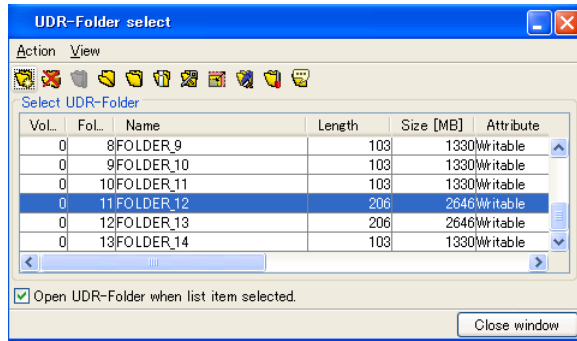 UDR-Folder select
Action View
Select UDR-Folder
Vol... Fol... Name Length Size [MB] Attribute
0 8 FOLDER_9 103 1330 Writable
0 9 FOLDER_10 103 1330 Writable
0 10 FOLDER_11 103 1330 Writable
0 11 FOLDER_12 206 2646 Writable
0 12 FOLDER_13 206 2646 Writable
0 13 FOLDER_14 103 1330 Writable
Open UDR-Folder when list item selected.
Close window